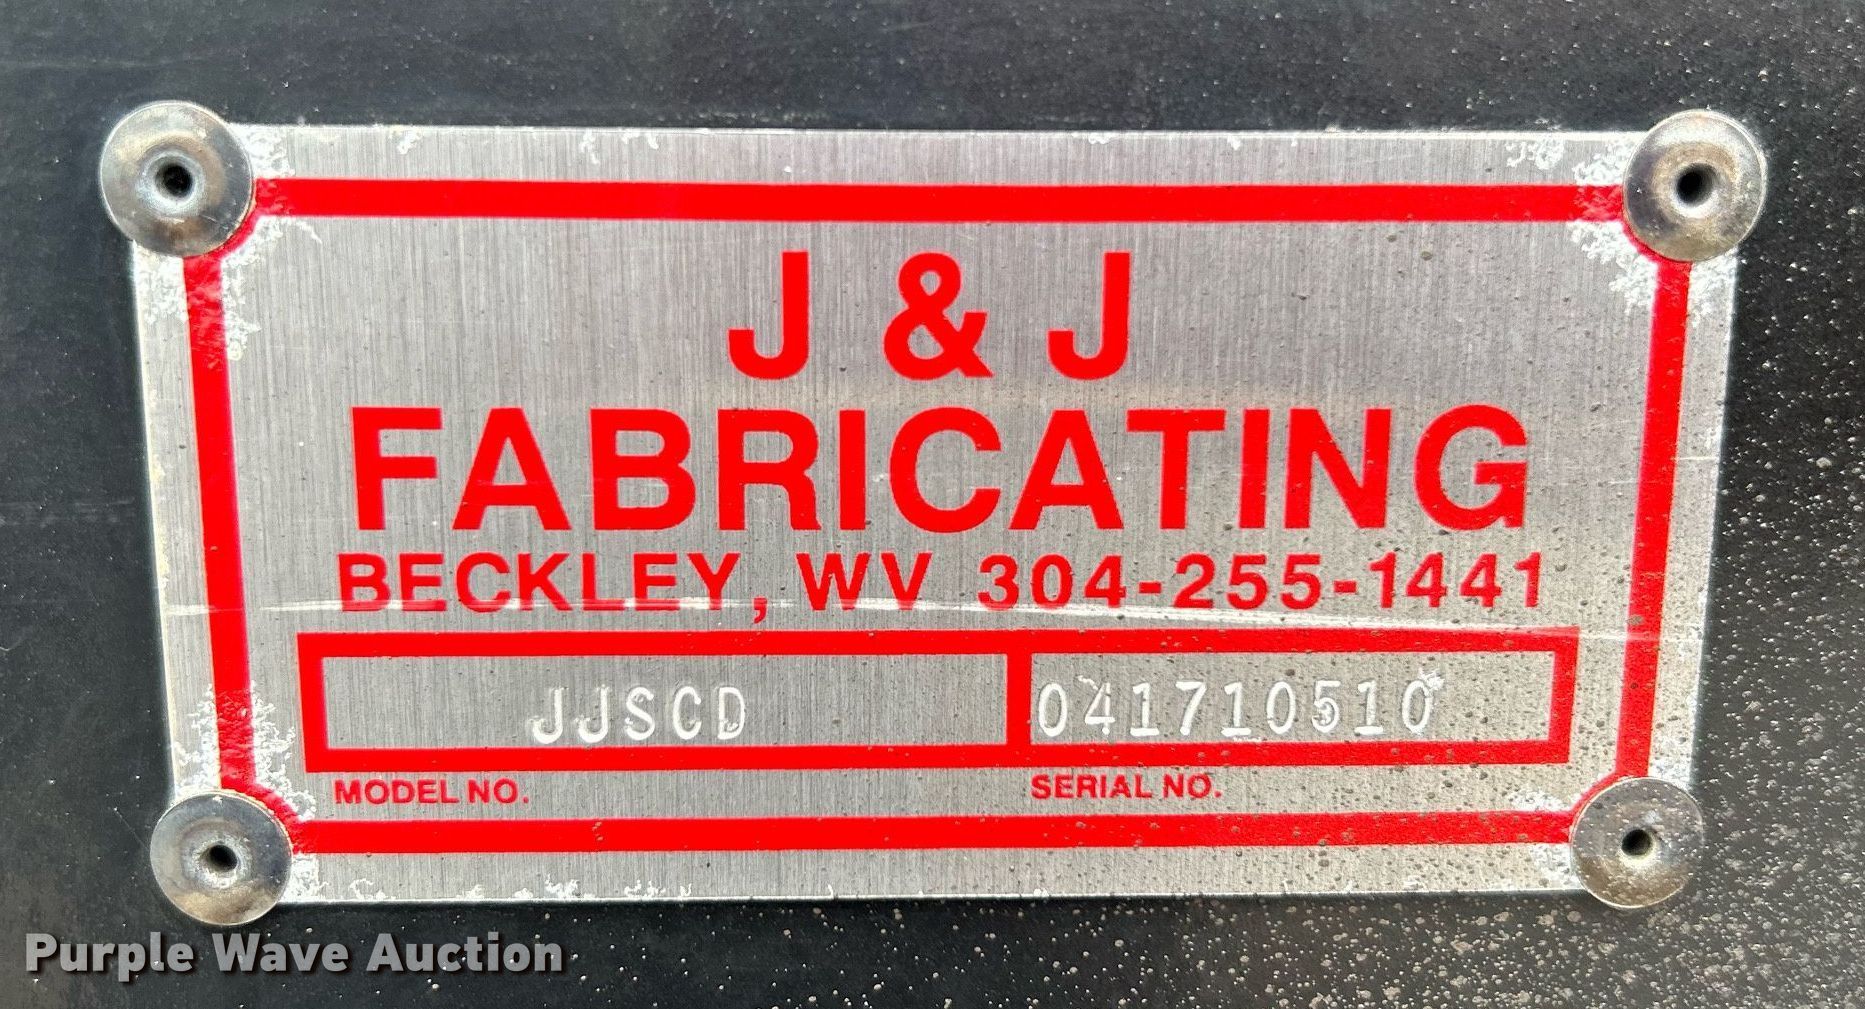 J & J
FABRICATING
BECKLEY, WV 304-255-1441
JJSCD 041710510
MODEL NO. SERIAL NO.
Purple Wave Auction